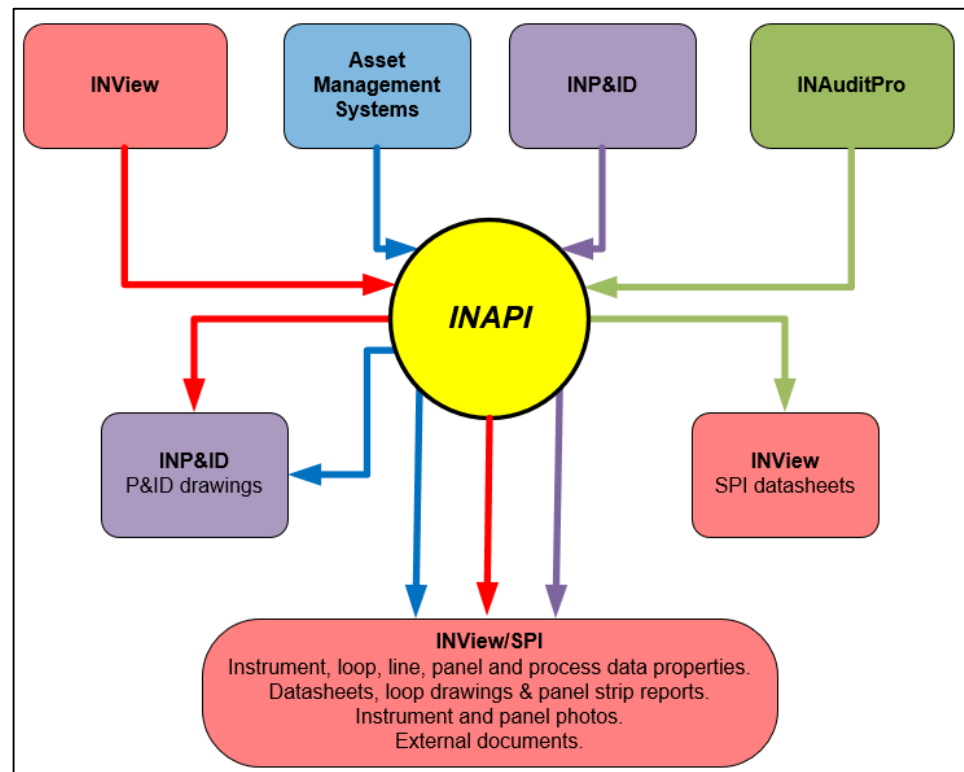 INView
Asset
Management
Systems
INP&ID
INAuditPro
INAPI
INP&ID
P&ID drawings
INView
SPI datasheets
INView/SPI
Instrument, loop, line, panel and process data properties.
Datasheets, loop drawings & panel strip reports.
Instrument and panel photos.
External documents.